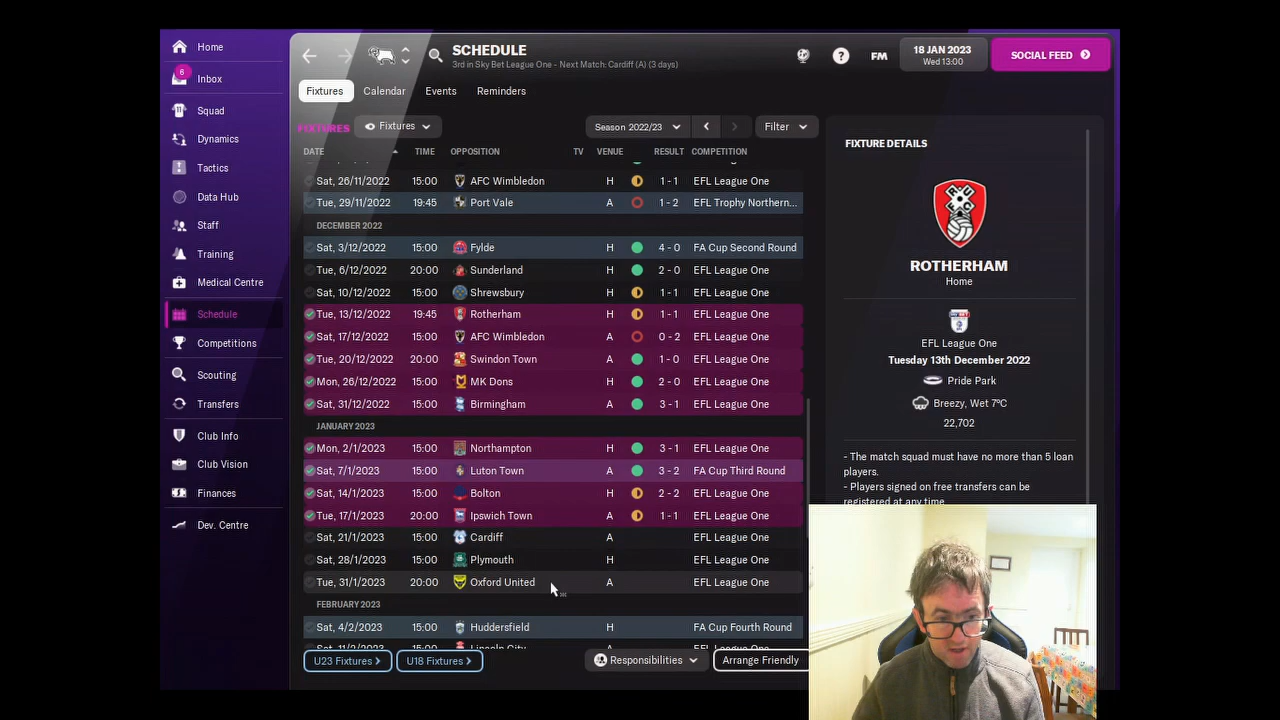 Home
6
Inbox
Squad
Dynamics
Tactics
Data Hub
Staff
Training
Medical Centre
Schedule
Competitions
Scouting
Transfers
Club Info
Club Vision
Finances
Dev. Centre
SCHEDULE
3rd in Sky Bet League One - Next Match: Cardiff (A) (3 days)
? FM
18 JAN 2023
Wed 13:00
SOCIAL FEED
Fixtures Calendar Events Reminders
FIXTURES Fixtures Season 2022/23 Filter
DATE TIME OPPOSITION TV VENUE RESULT COMPETITION
Sat, 26/11/2022 15:00 AFC Wimbledon H 1 - 1 EFL League One
Tue, 29/11/2022 19:45 Port Vale A 1 - 2 EFL Trophy Northern...
DECEMBER 2022
Sat, 3/12/2022 15:00 Fylde H 4 - 0 FA Cup Second Round
Tue, 6/12/2022 20:00 Sunderland H 2 - 0 EFL League One
Sat, 10/12/2022 15:00 Shrewsbury H 1 - 1 EFL League One
Tue, 13/12/2022 19:45 Rotherham H 1 - 1 EFL League One
Sat, 17/12/2022 15:00 AFC Wimbledon A 0 - 2 EFL League One
Tue, 20/12/2022 20:00 Swindon Town A 1 - 0 EFL League One
Mon, 26/12/2022 15:00 MK Dons H 2 - 0 EFL League One
Sat, 31/12/2022 15:00 Birmingham A 3 - 1 EFL League One
JANUARY 2023
Mon, 2/1/2023 15:00 Northampton H 3 - 1 EFL League One
Sat, 7/1/2023 15:00 Luton Town A 3 - 2 FA Cup Third Round
Sat, 14/1/2023 15:00 Bolton H 2 - 2 EFL League One
Tue, 17/1/2023 20:00 Ipswich Town A 1 - 1 EFL League One
Sat, 21/1/2023 15:00 Cardiff A EFL League One
Sat, 28/1/2023 15:00 Plymouth H EFL League One
Tue, 31/1/2023 20:00 Oxford United A EFL League One
FEBRUARY 2023
Sat, 4/2/2023 15:00 Huddersfield H FA Cup Fourth Round
U23 Fixtures U18 Fixtures Responsibilities Arrange Friendly
FIXTURE DETAILS
ROTHERHAM
Home
EFL League One
Tuesday 13th December 2022
Pride Park
Breezy, Wet 7ºC
22,702
- The match squad must have no more than 5 loan
players.
- Players signed on free transfers can be
registered at any time